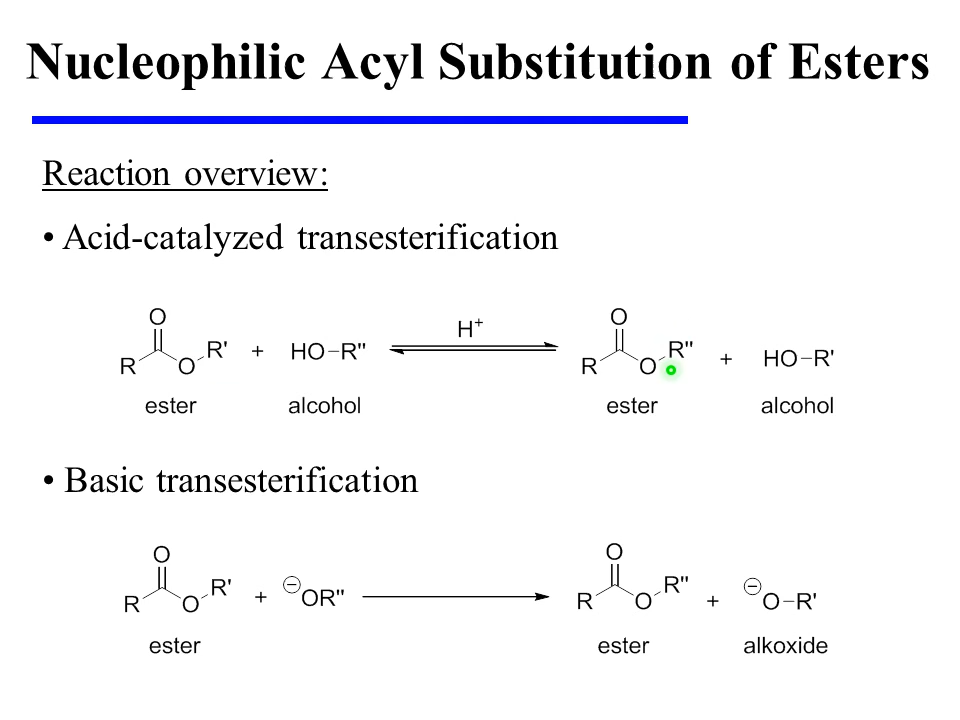 Nucleophilic Acyl Substitution of Esters
Reaction overview:
• Acid-catalyzed transesterification
O O
R O R' + HO–R'' H⁺ R O R'' + HO–R'
ester alcohol ester alcohol
• Basic transesterification
O O
R O R' + ⊖OR'' R O R'' + ⊖O–R'
ester ester alkoxide